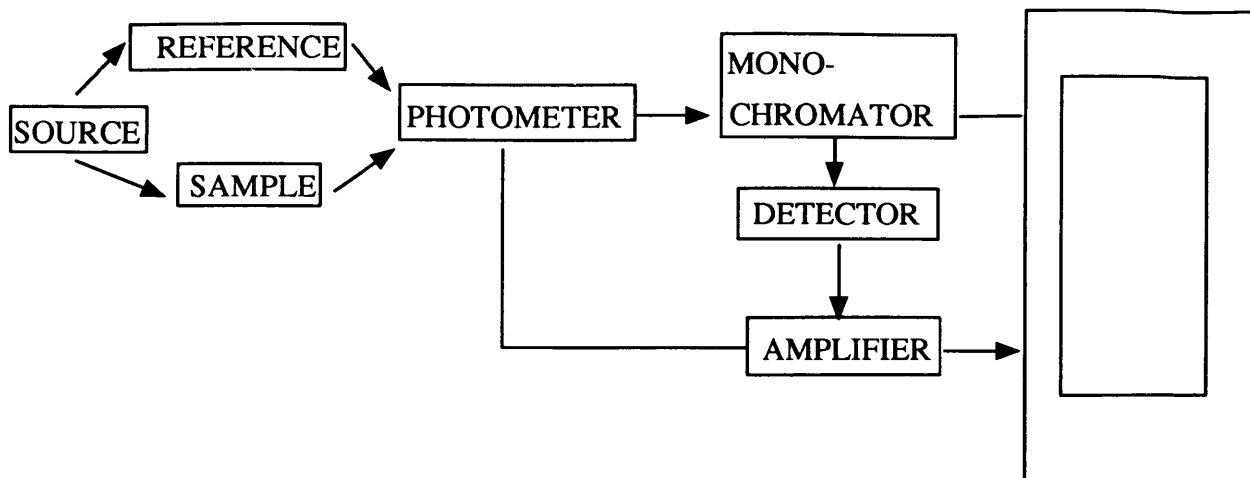 REFERENCE
SOURCE
SAMPLE
PHOTOMETER
MONO-
CHROMATOR
DETECTOR
AMPLIFIER